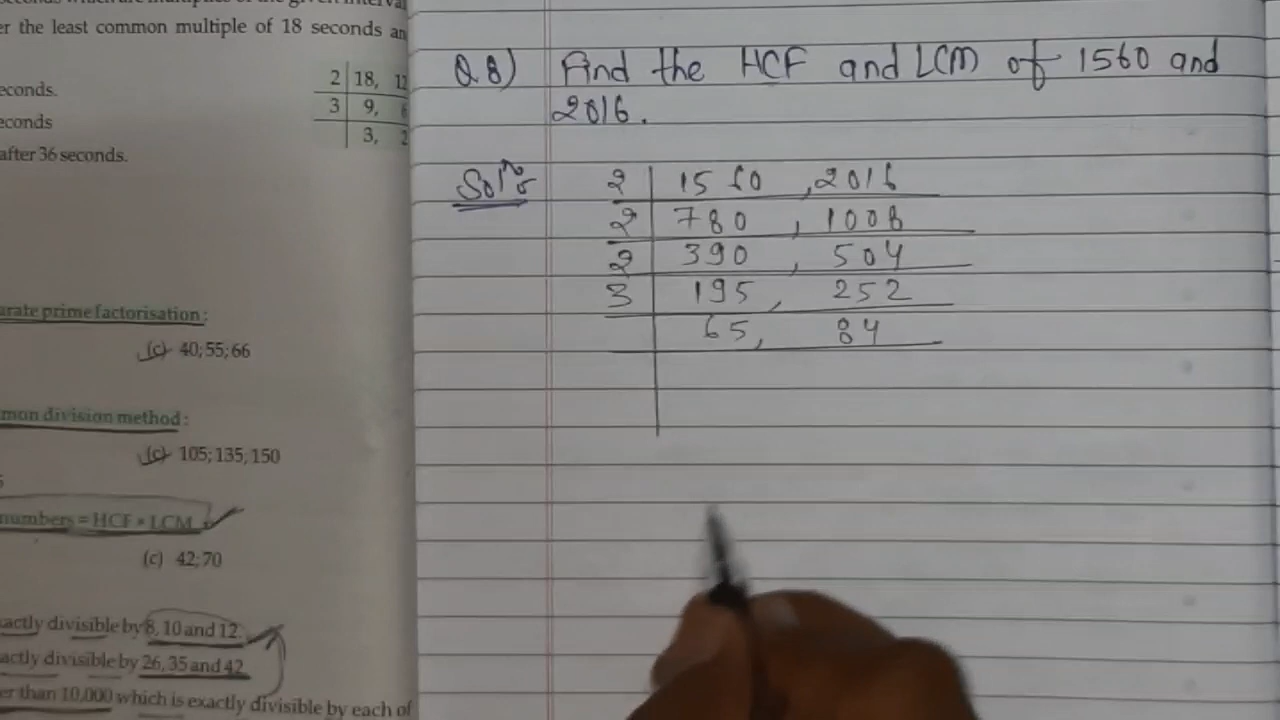 er the least common multiple of 18 seconds an
2 18, 12
econds.
3 9,
econds
3, 2
after 36 seconds.
arate prime factorisation :
(c) 40; 55; 66
mon division method :
(c) 105; 135, 150
numbers = HCF × LCM
(c) 42; 70
actly divisible by 8, 10 and 12.
actly divisible by 26, 35 and 42.
er than 10,000 which is exactly divisible by each of
Q.8) Find the HCF and LCM of 1560 and
2016.
Soln
2 1560 , 2016
2 780 , 1008
2 390 , 504
3 195 , 252
65, 84